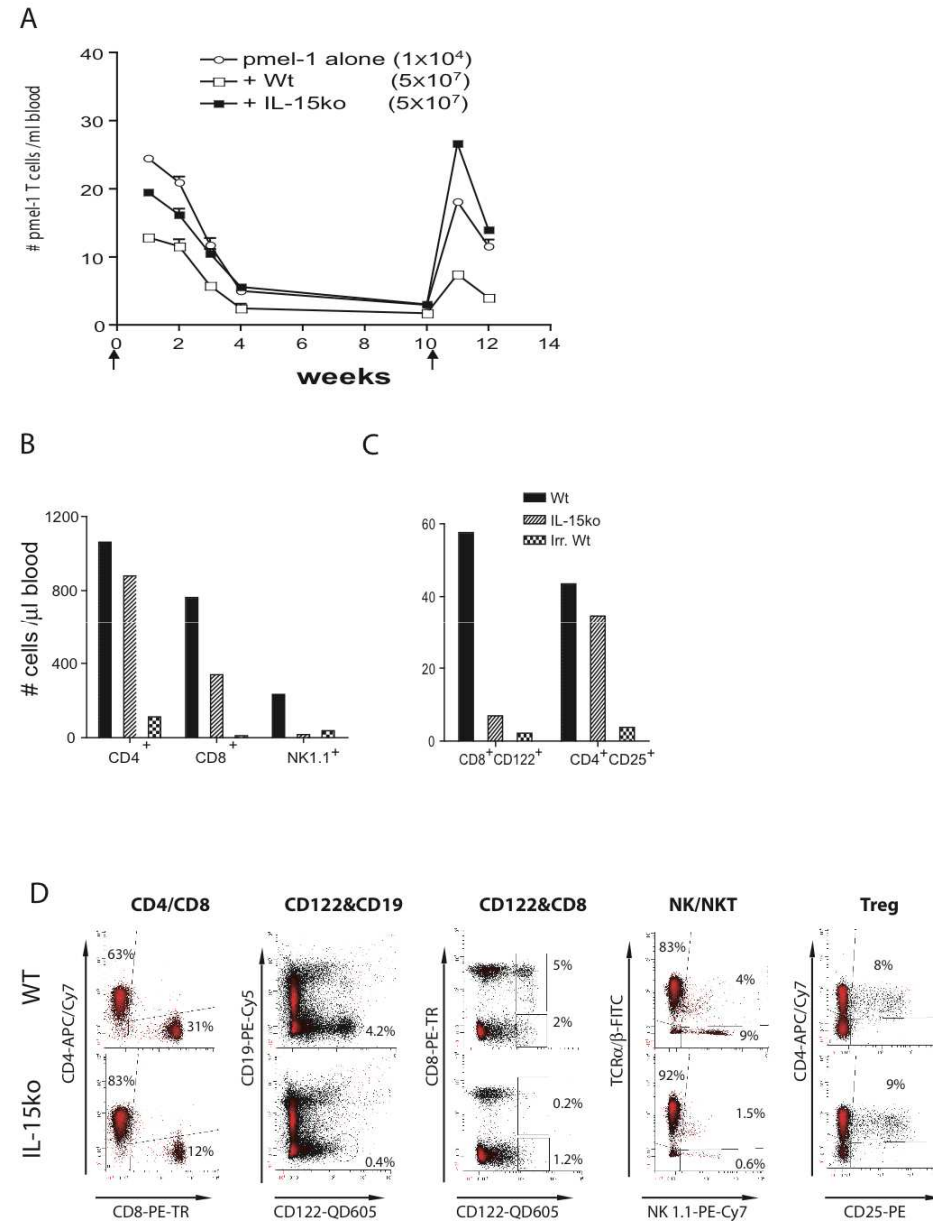 A
40
30
20
10
0
# pmel-1 T cells /ml blood
pmel-1 alone (1x10⁴)
+ Wt (5x10⁷)
+ IL-15ko (5x10⁷)
0 2 4 6 8 10 12 14
weeks
B
1200
800
400
0
# cells /μl blood
CD4⁺ CD8⁺ NK1.1⁺
C
Wt
IL-15ko
Irr. Wt
60
40
20
0
CD8⁺CD122⁺ CD4⁺CD25⁺
D
CD4/CD8 CD122&CD19 CD122&CD8 NK/NKT Treg
WT
IL-15ko
CD4-APC/Cy7
63%
31%
83%
12%
CD8-PE-TR
CD19-PE-Cy5
4.2%
0.4%
CD122-QD605
CD8-PE-TR
5%
2%
0.2%
1.2%
CD122-QD605
TCRα/β-FITC
83%
4%
9%
92%
1.5%
0.6%
NK 1.1-PE-Cy7
CD4-APC/Cy7
8%
9%
CD25-PE